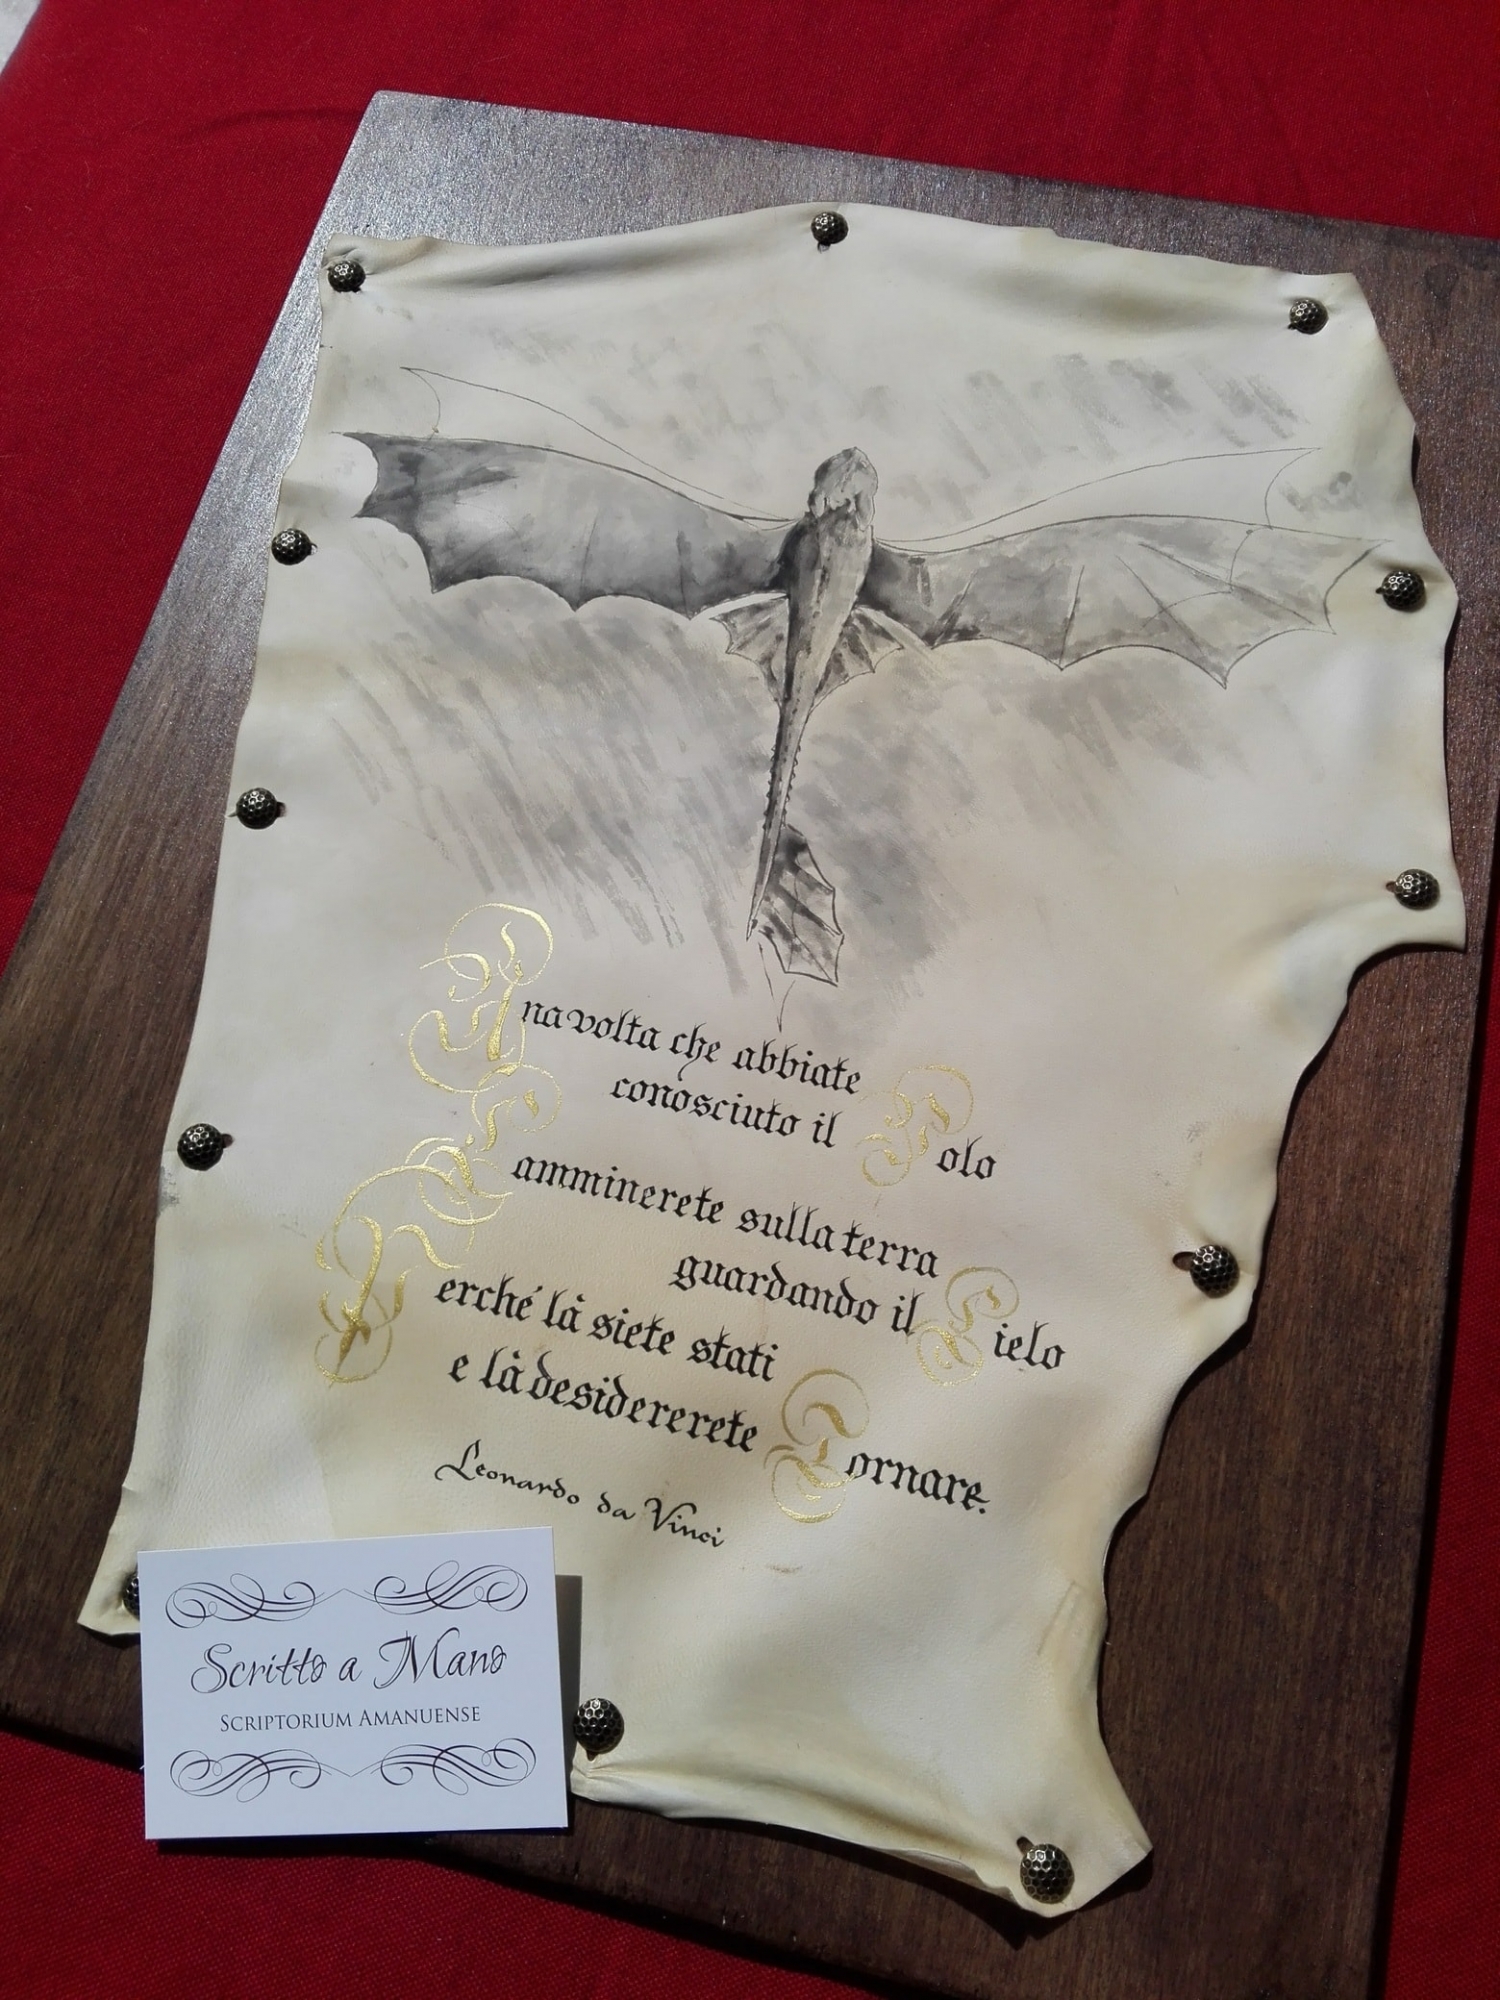 Una volta che abbiate
conosciuto il Volo
Camminerete sulla terra
guardando il Cielo
Perché là siete stati
e là desidererete Tornare.
Leonardo da Vinci
Scritto a Mano
Scriptorium Amanuense